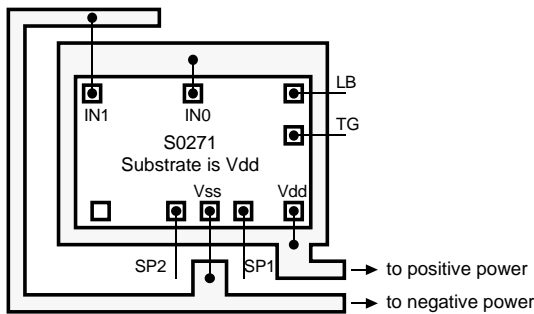 LB
IN1 IN0
TG
S0271
Substrate is Vdd
Vss Vdd
SP2 SP1
to positive power
to negative power